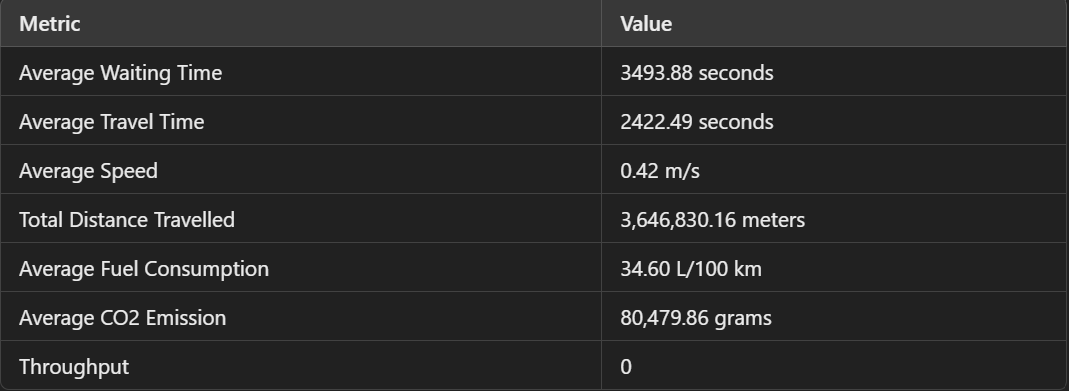 Metric Value
Average Waiting Time 3493.88 seconds
Average Travel Time 2422.49 seconds
Average Speed 0.42 m/s
Total Distance Travelled 3,646,830.16 meters
Average Fuel Consumption 34.60 L/100 km
Average CO2 Emission 80,479.86 grams
Throughput 0